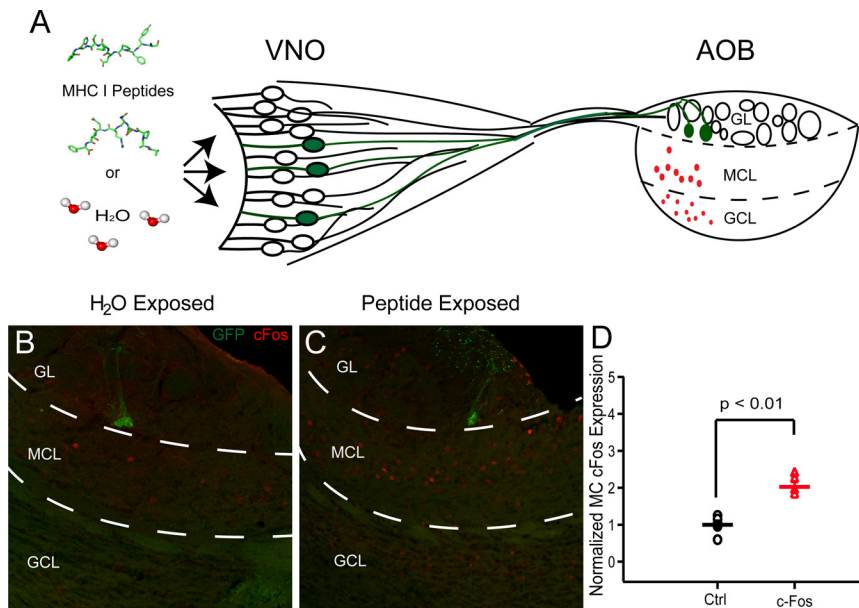 A
VNO
AOB
MHC I Peptides
or
H₂O
GL
MCL
GCL
H₂O Exposed
Peptide Exposed
B
GFP cFos
GL
MCL
GCL
C
GL
MCL
GCL
D
Normalized MC cFos Expression
5
4
3
2
1
0
p < 0.01
Ctrl
c-Fos